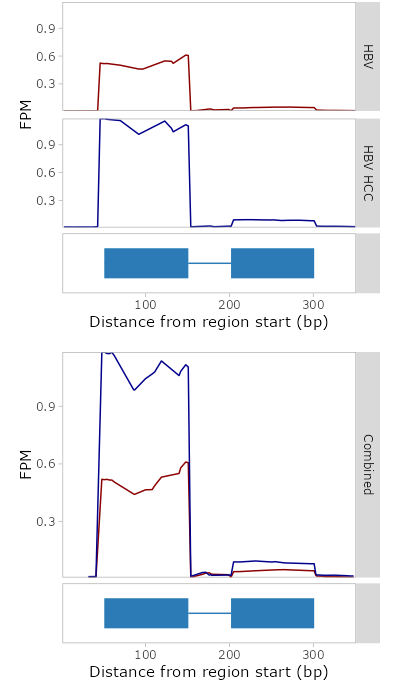 0.9
0.6
0.3
HBV
FPM
0.9
0.6
0.3
HBV HCC
100
200
300
Distance from region start (bp)
0.9
0.6
0.3
FPM
Combined
100
200
300
Distance from region start (bp)